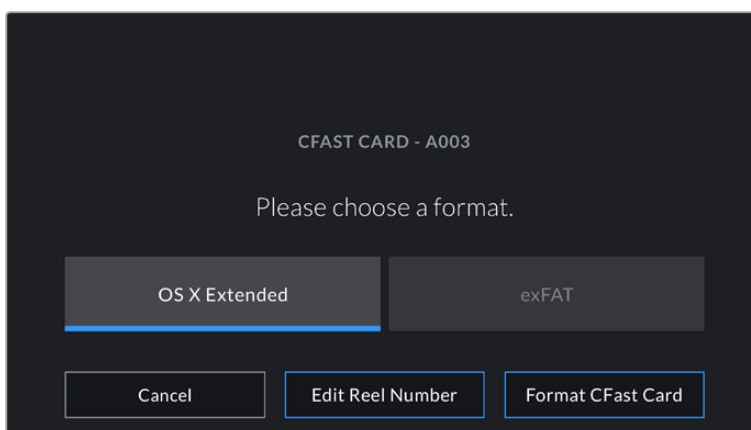 CFAST CARD - A003
Please choose a format.
OS X Extended exFAT
Cancel Edit Reel Number Format CFast Card